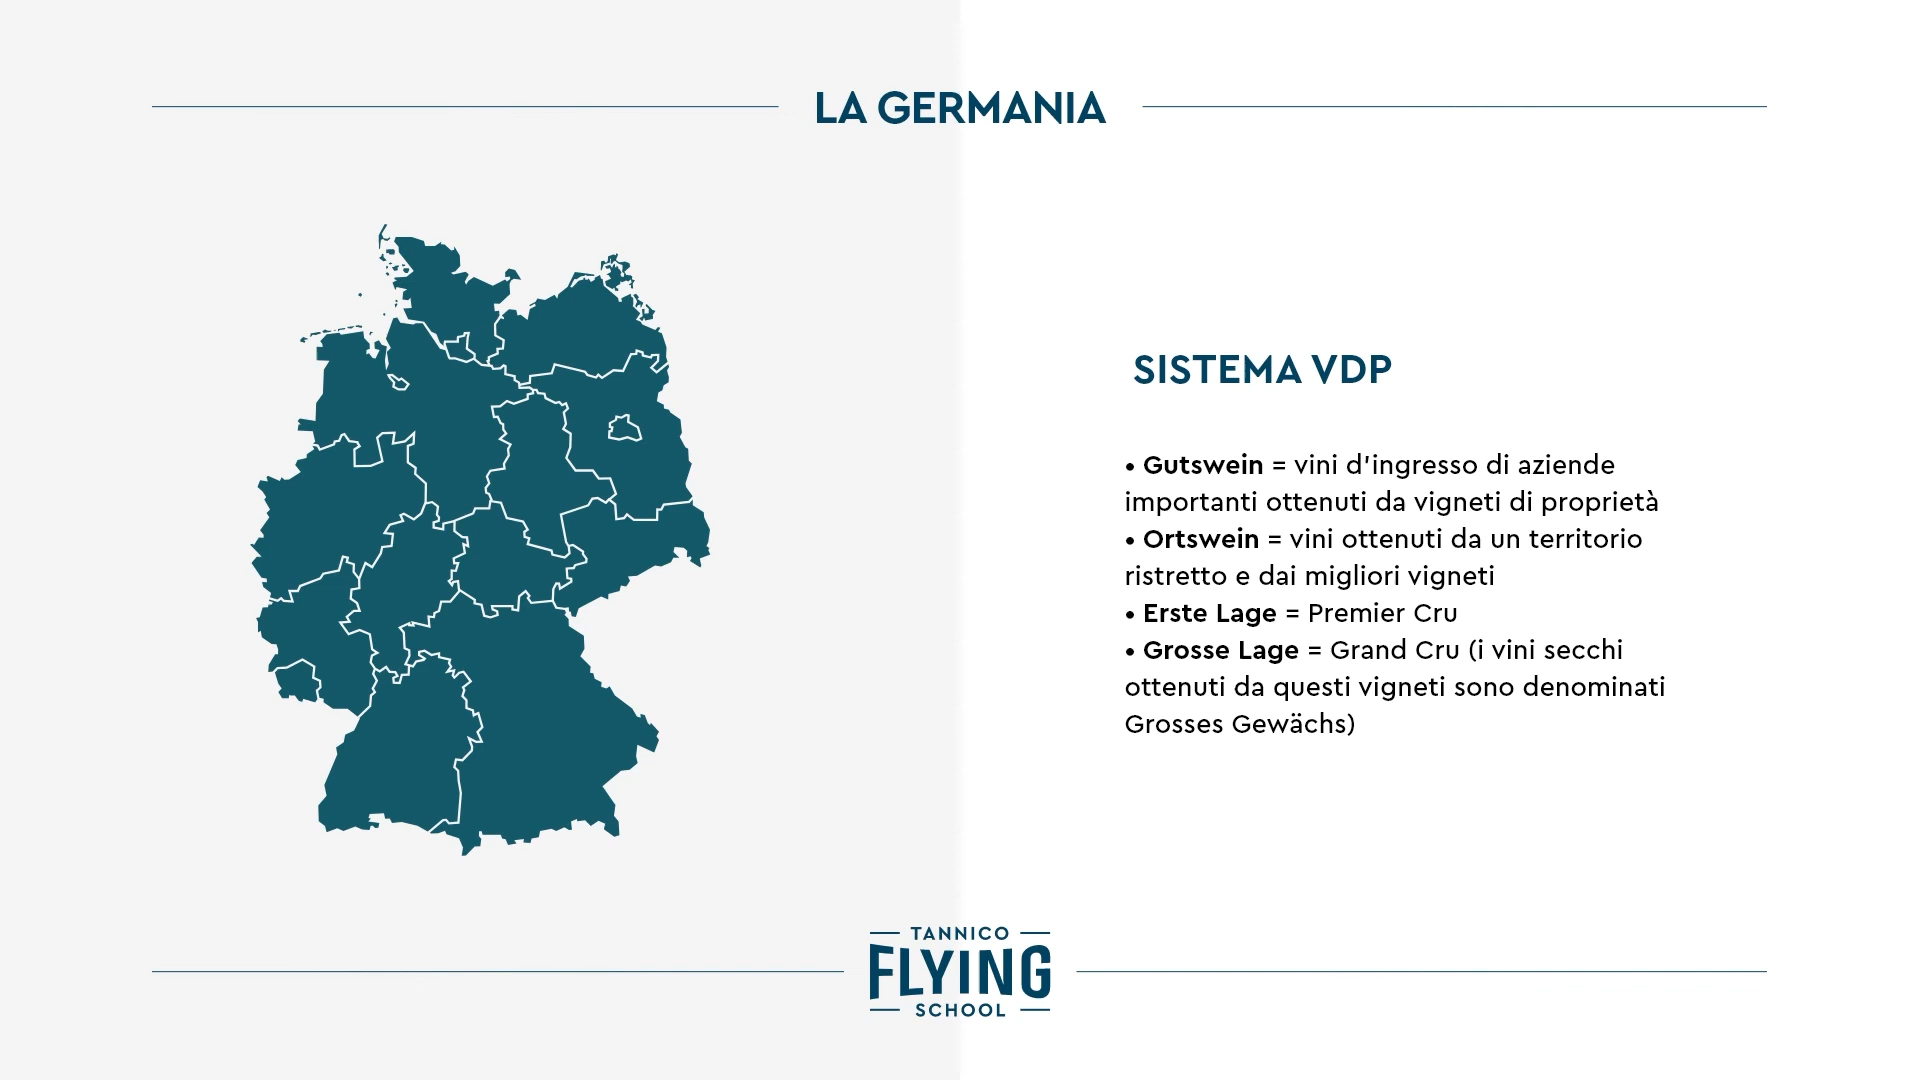 LA GERMANIA
SISTEMA VDP
• Gutswein = vini d'ingresso di aziende
importanti ottenuti da vigneti di proprietà
• Ortswein = vini ottenuti da un territorio
ristretto e dai migliori vigneti
• Erste Lage = Premier Cru
• Grosse Lage = Grand Cru (i vini secchi
ottenuti da questi vigneti sono denominati
Grosses Gewächs)
TANNICO
FLYING
SCHOOL